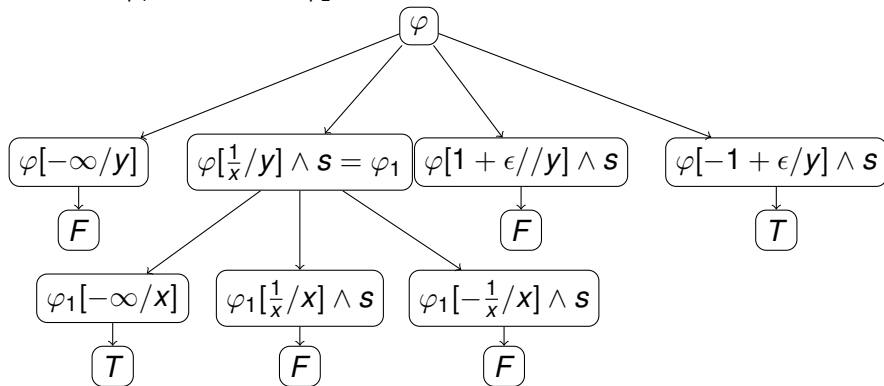 φ
φ[−∞/y] φ[1/x/y] ∧ s = φ₁ φ[1 + ϵ//y] ∧ s φ[−1 + ϵ/y] ∧ s
F F T
φ₁[−∞/x] φ₁[1/x/x] ∧ s φ₁[−1/x/x] ∧ s
T F F